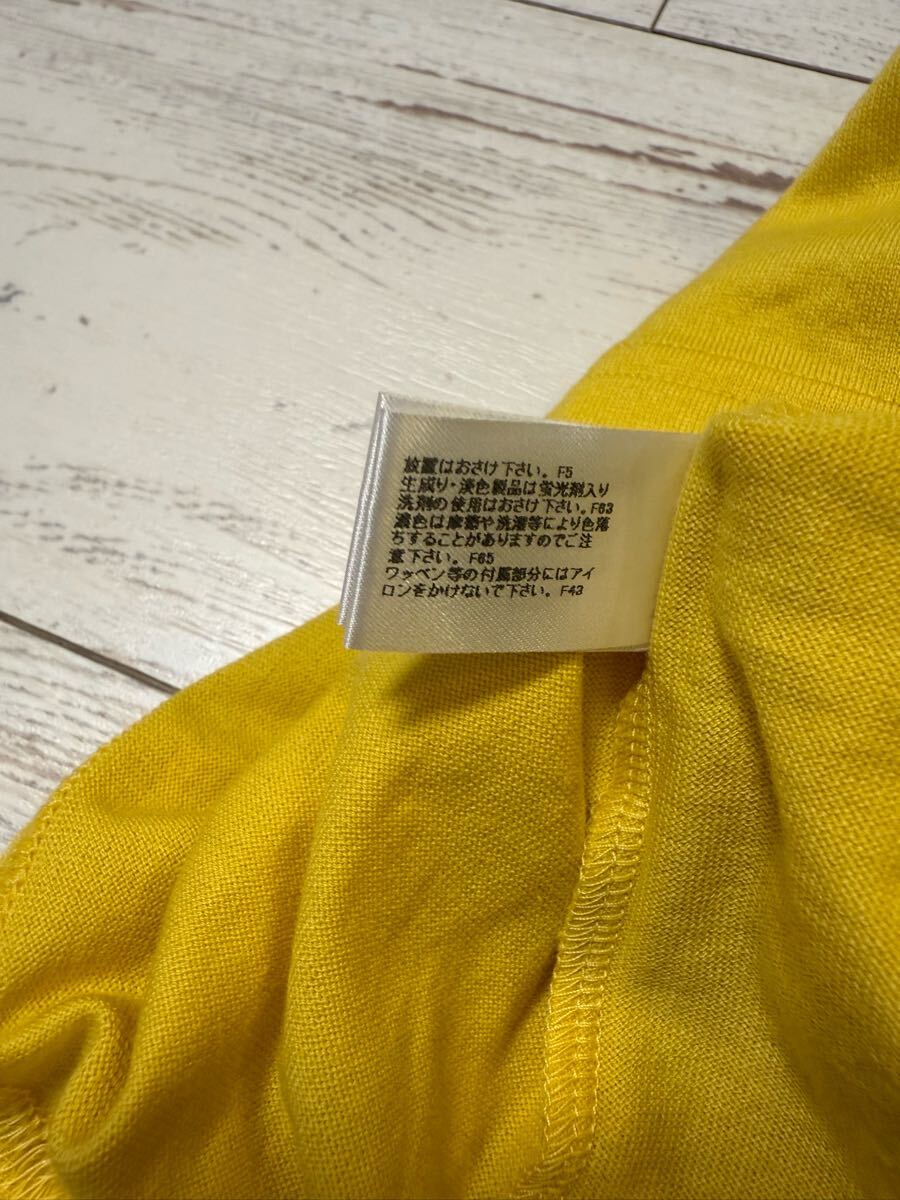 放置はおさけ下さい。F5
生成り・淡色製品は蛍光剤入り
洗剤の使用はおさけ下さい。F63
濃色は摩擦や洗濯等により色落
ちすることがありますのでご注
意下さい。F65
ワッペン等の付属部分にはアイ
ロンをかけないで下さい。F43